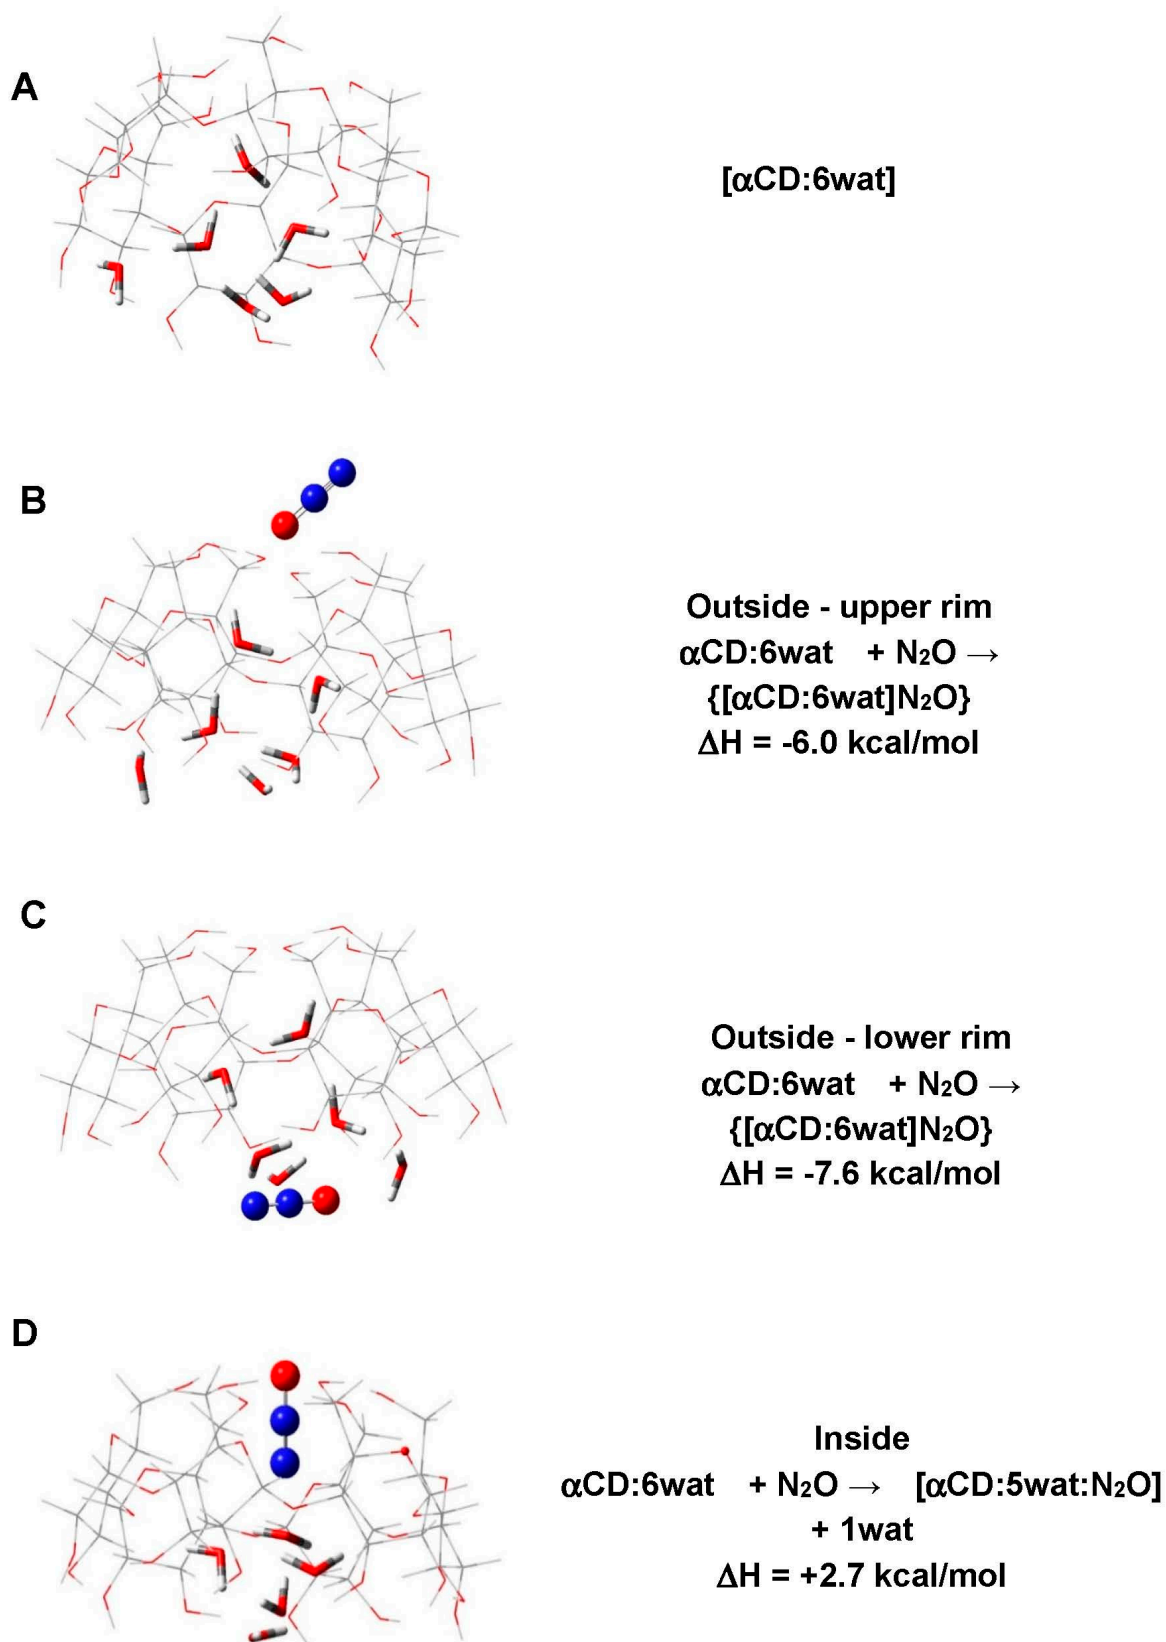 A
[αCD:6wat]
B
Outside - upper rim
αCD:6wat + N₂O →
{[αCD:6wat]N₂O}
ΔH = -6.0 kcal/mol
C
Outside - lower rim
αCD:6wat + N₂O →
{[αCD:6wat]N₂O}
ΔH = -7.6 kcal/mol
D
Inside
αCD:6wat + N₂O → [αCD:5wat:N₂O]
+ 1wat
ΔH = +2.7 kcal/mol